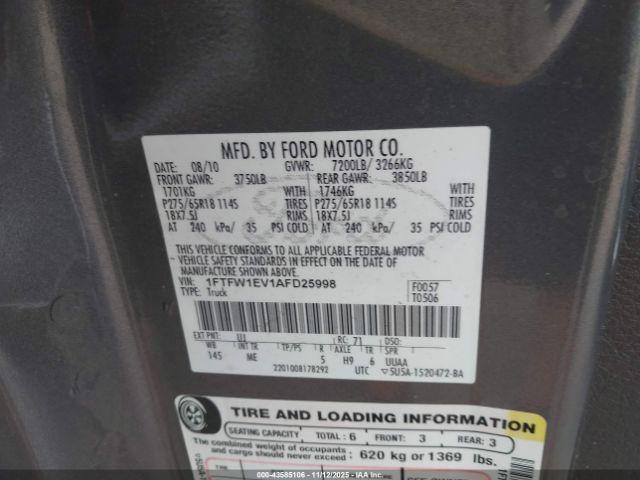 MFD. BY FORD MOTOR CO.
DATE: 08/10 GVWR: 7200LB/ 3266KG
FRONT GAWR: 3750LB REAR GAWR: 3850LB
1701KG WITH 1746KG WITH
P275/65R18 114S TIRES P275/65R18 114S TIRES
18X7.5J RIMS 18X7.5J RIMS
AT 240 kPa/ 35 PSI COLD AT 240 kPa/ 35 PSI COLD
THIS VEHICLE CONFORMS TO ALL APPLICABLE FEDERAL MOTOR
VEHICLE SAFETY STANDARDS IN EFFECT ON THE DATE OF
MANUFACTURE SHOWN ABOVE.
VIN: 1FTFW1EV1AFD25998 F0057
TYPE: Truck T0506
EXT PNT: UJ RC: 71 DSO:
WB INT TR TP/PS R AXLE TR SPR
145 ME 5 H9 6 UUAA
2201008178292 UTC 5U5A-1520472-BA
TIRE AND LOADING INFORMATION
SEATING CAPACITY TOTAL: 6 FRONT: 3 REAR: 3
The combined weight of occupants
and cargo should never exceed: 620 kg or 1369 lbs.
TIRE
COLD TIRE
© IAA 43585106 - 11/12/2025 - IAAI.com